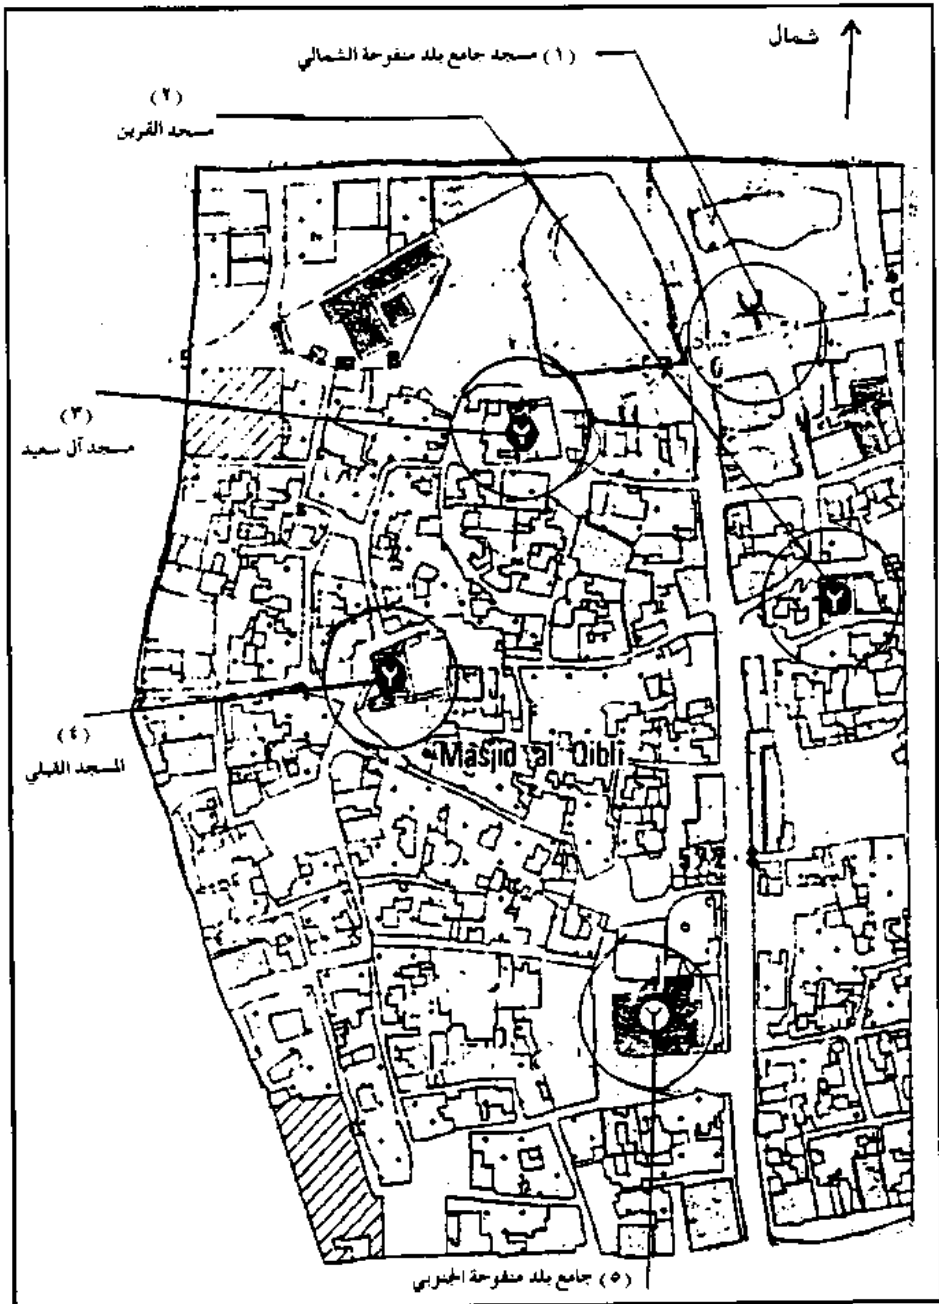 شمال
(١) مسجد جامع بلد منفوحة الشمالي
(٢)
مسجد القرين
(٣)
مسجد آل سعيد
(٤)
المسجد القبلي
Masjid al Qibli
(٥) جامع بلد منفوحة الجنوبي